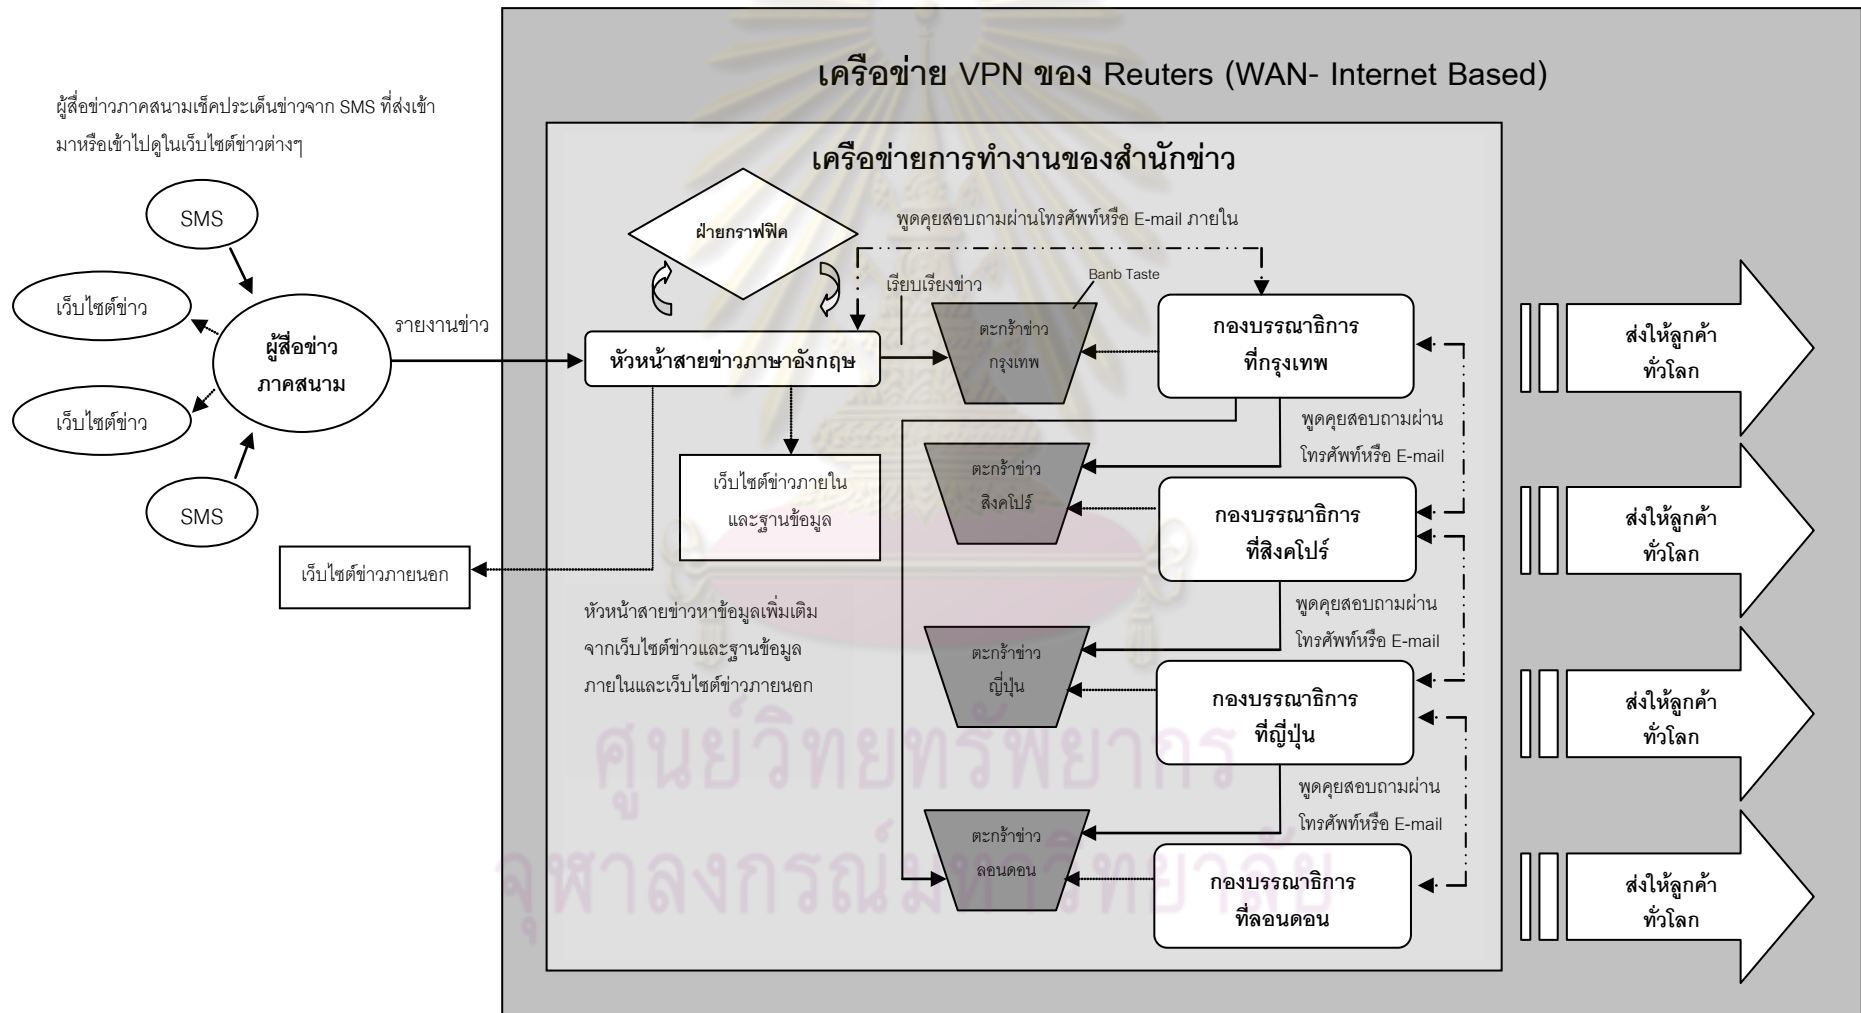 เครือข่าย VPN ของ Reuters (WAN- Internet Based)
ผู้สื่อข่าวภาคสนามเช็คประเด็นข่าวจาก SMS ที่ส่งเข้า
มาหรือเข้าไปดูในเว็บไซต์ข่าวต่างๆ
เครือข่ายการทำงานของสำนักข่าว
SMS
ฝ่ายกราฟฟิค
พูดคุยสอบถามผ่านโทรศัพท์หรือ E-mail ภายใน
เรียบเรียงข่าว
Banb Taste
เว็บไซต์ข่าว
ผู้สื่อข่าว
ภาคสนาม
รายงานข่าว
หัวหน้าสายข่าวภาษาอังกฤษ
ตะกร้าข่าว
กรุงเทพ
กองบรรณาธิการ
ที่กรุงเทพ
ส่งให้ลูกค้า
ทั่วโลก
เว็บไซต์ข่าว
พูดคุยสอบถามผ่าน
โทรศัพท์หรือ E-mail
SMS
เว็บไซต์ข่าวภายใน
และฐานข้อมูล
ตะกร้าข่าว
สิงคโปร์
กองบรรณาธิการ
ที่สิงคโปร์
ส่งให้ลูกค้า
ทั่วโลก
เว็บไซต์ข่าวภายนอก
หัวหน้าสายข่าวหาข้อมูลเพิ่มเติม
จากเว็บไซต์ข่าวและฐานข้อมูล
ภายในและเว็บไซต์ข่าวภายนอก
พูดคุยสอบถามผ่าน
โทรศัพท์หรือ E-mail
ตะกร้าข่าว
ญี่ปุ่น
กองบรรณาธิการ
ที่ญี่ปุ่น
ส่งให้ลูกค้า
ทั่วโลก
ศูนย์วิทยทรัพยากร
พูดคุยสอบถามผ่าน
โทรศัพท์หรือ E-mail
จุฬาลงกรณ์มหาวิทยาลัย
ตะกร้าข่าว
ลอนดอน
กองบรรณาธิการ
ที่ลอนดอน
ส่งให้ลูกค้า
ทั่วโลก